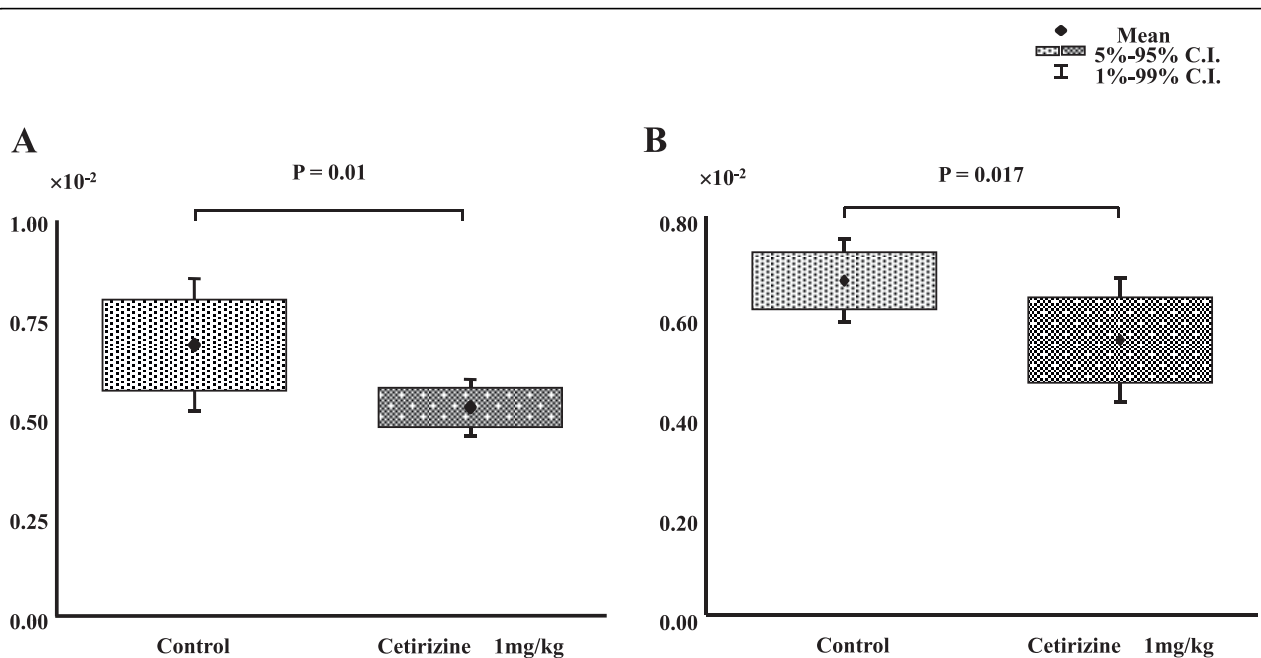 Mean
5%-95% C.I.
1%-99% C.I.
A
×10-2
P = 0.01
1.00
0.75
0.50
0.25
0.00
Control
Cetirizine 1mg/kg
B
×10-2
P = 0.017
0.80
0.60
0.40
0.20
0.00
Control
Cetirizine 1mg/kg